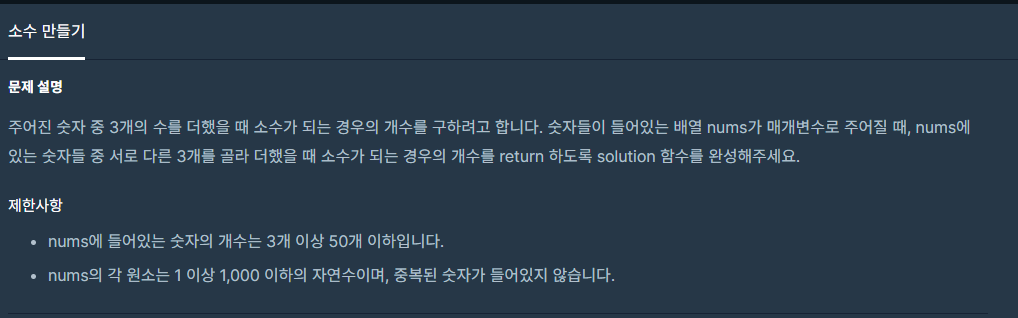 소수 만들기
문제 설명
주어진 숫자 중 3개의 수를 더했을 때 소수가 되는 경우의 개수를 구하려고 합니다. 숫자들이 들어있는 배열 nums가 매개변수로 주어질 때, nums에
있는 숫자들 중 서로 다른 3개를 골라 더했을 때 소수가 되는 경우의 개수를 return 하도록 solution 함수를 완성해주세요.
제한사항
• nums에 들어있는 숫자의 개수는 3개 이상 50개 이하입니다.
• nums의 각 원소는 1 이상 1,000 이하의 자연수이며, 중복된 숫자가 들어있지 않습니다.